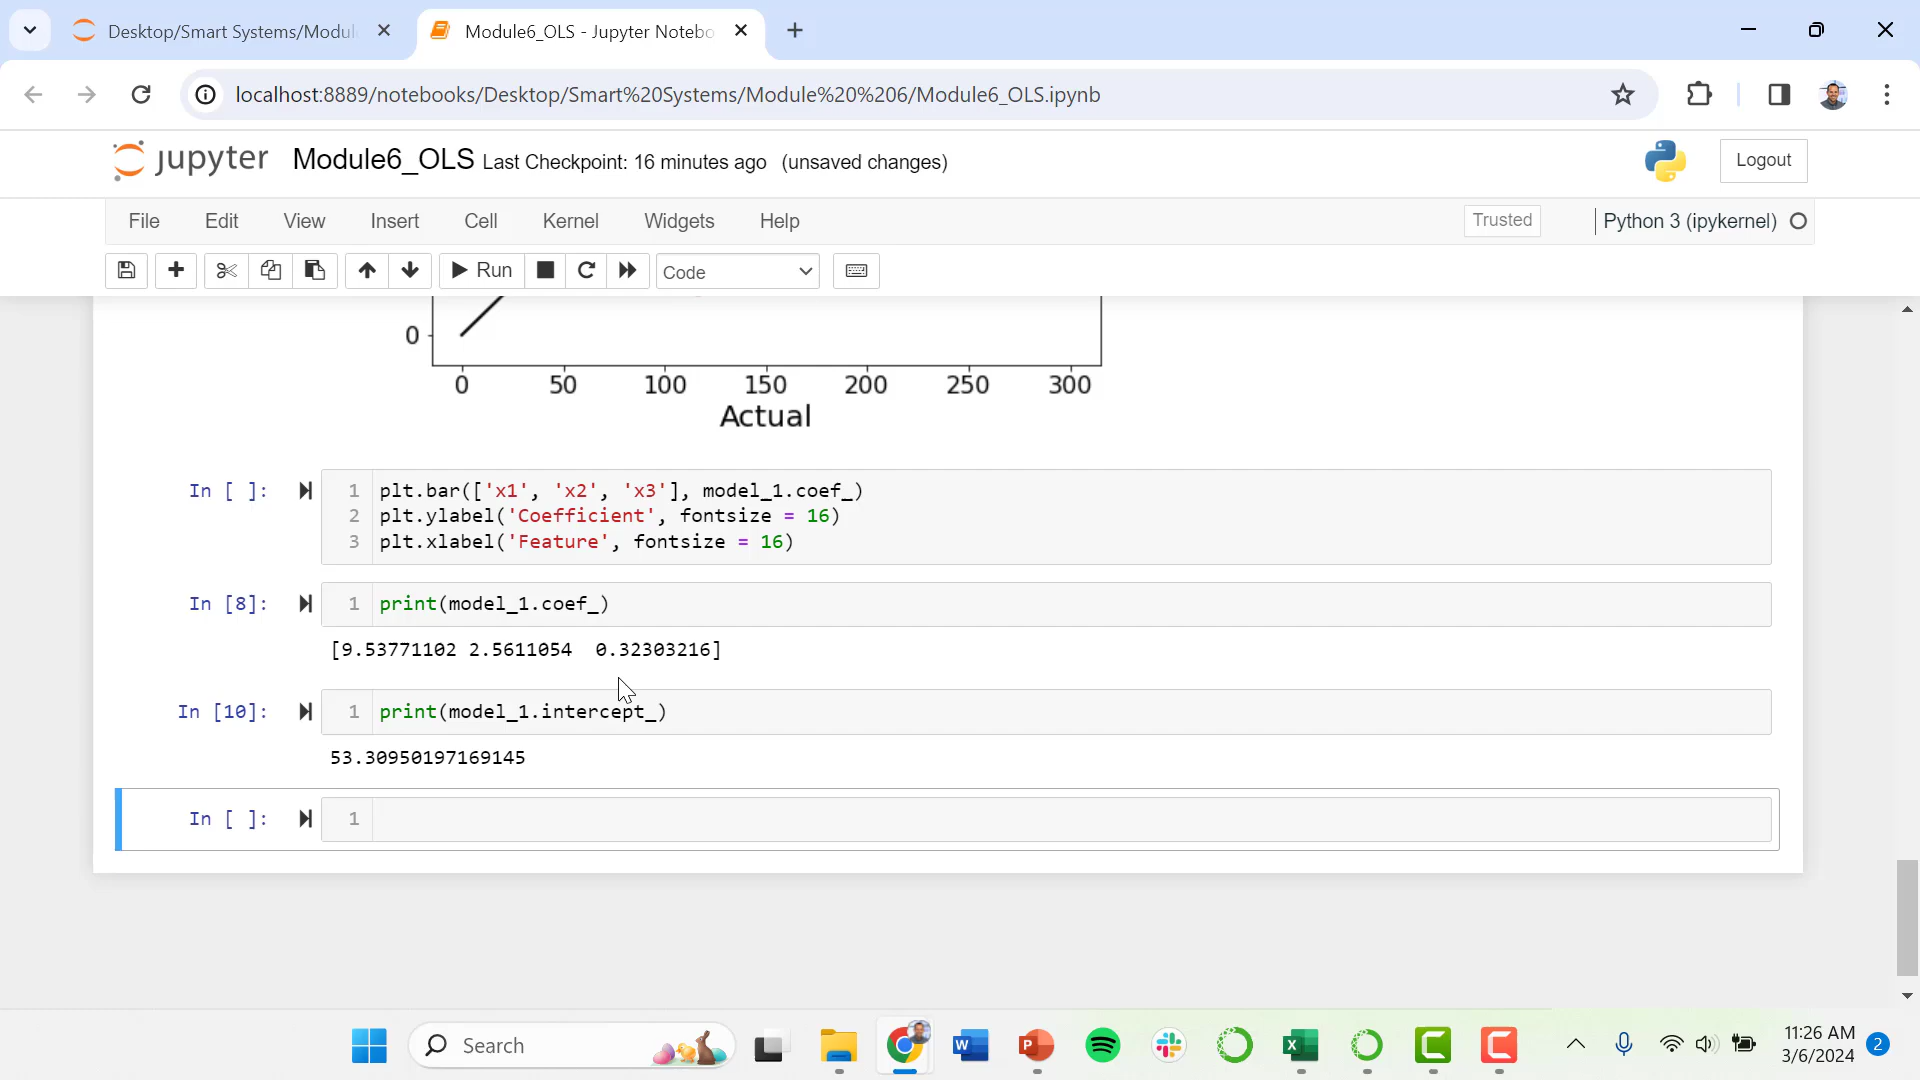 Desktop/Smart Systems/Modul
Module6_OLS - Jupyter Notebo
localhost:8889/notebooks/Desktop/Smart%20Systems/Module%20%206/Module6_OLS.ipynb
jupyter Module6_OLS Last Checkpoint: 16 minutes ago (unsaved changes)
Logout
File Edit View Insert Cell Kernel Widgets Help
Trusted
Python 3 (ipykernel)
Run
Code
0
0 50 100 150 200 250 300
Actual
In [ ]:
1 plt.bar(['x1', 'x2', 'x3'], model_1.coef_)
2 plt.ylabel('Coefficient', fontsize = 16)
3 plt.xlabel('Feature', fontsize = 16)
In [8]:
1 print(model_1.coef_)
[9.53771102 2.5611054  0.32303216]
In [10]:
1 print(model_1.intercept_)
53.30950197169145
In [ ]:
1
Search
W
P
X
11:26 AM
3/6/2024
2